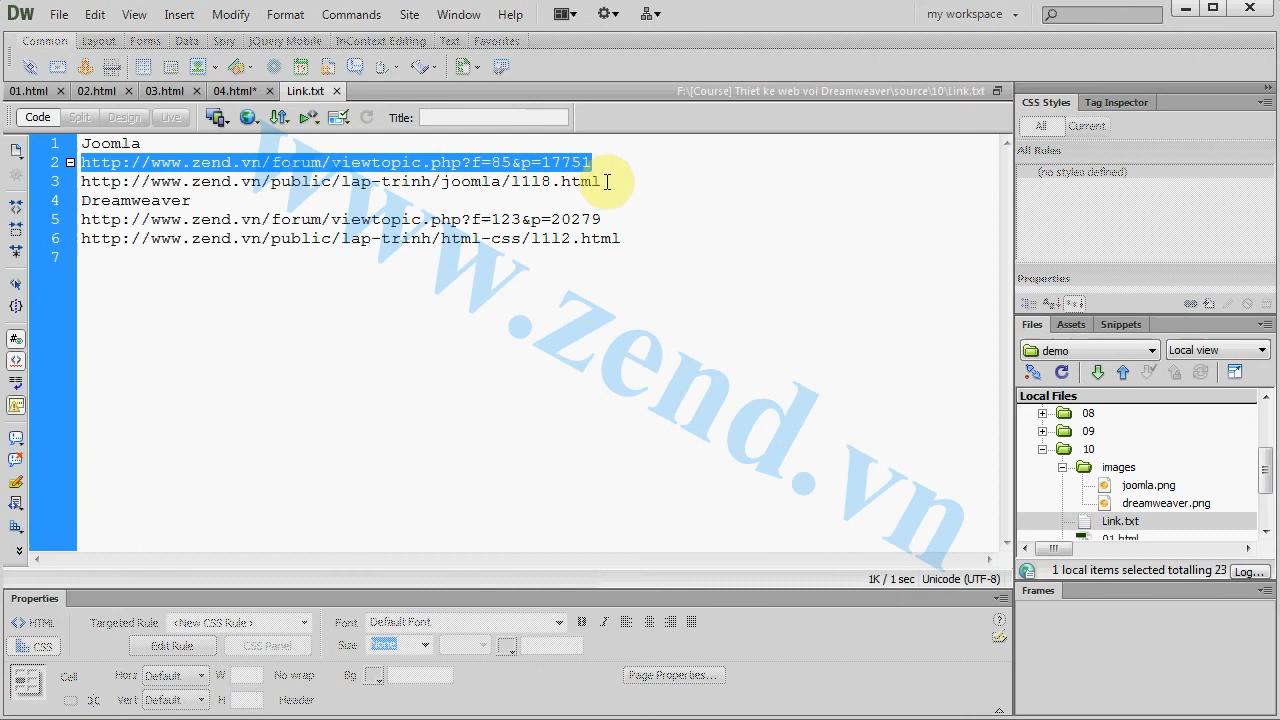 Dw File Edit View Insert Modify Format Commands Site Window Help my workspace
Common Layout Forms Data Spry jQuery Mobile InContext Editing Text Favorites
01.html × 02.html × 03.html × 04.html* × Link.txt × F:\[Course] Thiet ke web voi Dreamweaver\source\10\Link.txt
Code Split Design Live Title:
1 Joomla
2 http://www.zend.vn/forum/viewtopic.php?f=85&p=17751
3 http://www.zend.vn/public/lap-trinh/joomla/l1l8.html
4 Dreamweaver
5 http://www.zend.vn/forum/viewtopic.php?f=123&p=20279
6 http://www.zend.vn/public/lap-trinh/html-css/l1l2.html
7
www.zend.vn
1K / 1 sec Unicode (UTF-8)
CSS Styles Tag Inspector
All Current
All Rules
(no styles defined)
Properties
Files Assets Snippets
demo Local view
Local Files
08
09
10
images
joomla.png
dreamweaver.png
Link.txt
01.html
1 local items selected totalling 23 Log...
Frames
Properties
HTML Targeted Rule <New CSS Rule> Font Default Font B I
CSS Edit Rule CSS Panel Size None
Cell Horz Default W No wrap Bg Page Properties...
Vert Default H Header